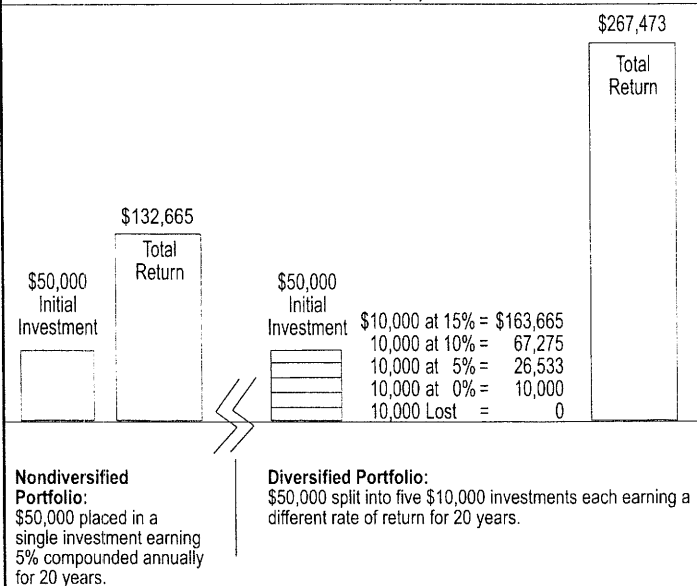 $50,000
Initial
Investment
$132,665
Total
Return
$50,000
Initial
Investment
$10,000 at 15% = $163,665
10,000 at 10% = 67,275
10,000 at 5% = 26,533
10,000 at 0% = 10,000
10,000 Lost = 0
$267,473
Total
Return
Nondiversified
Portfolio:
$50,000 placed in a
single investment earning
5% compounded annually
for 20 years.
Diversified Portfolio:
$50,000 split into five $10,000 investments each earning a
different rate of return for 20 years.